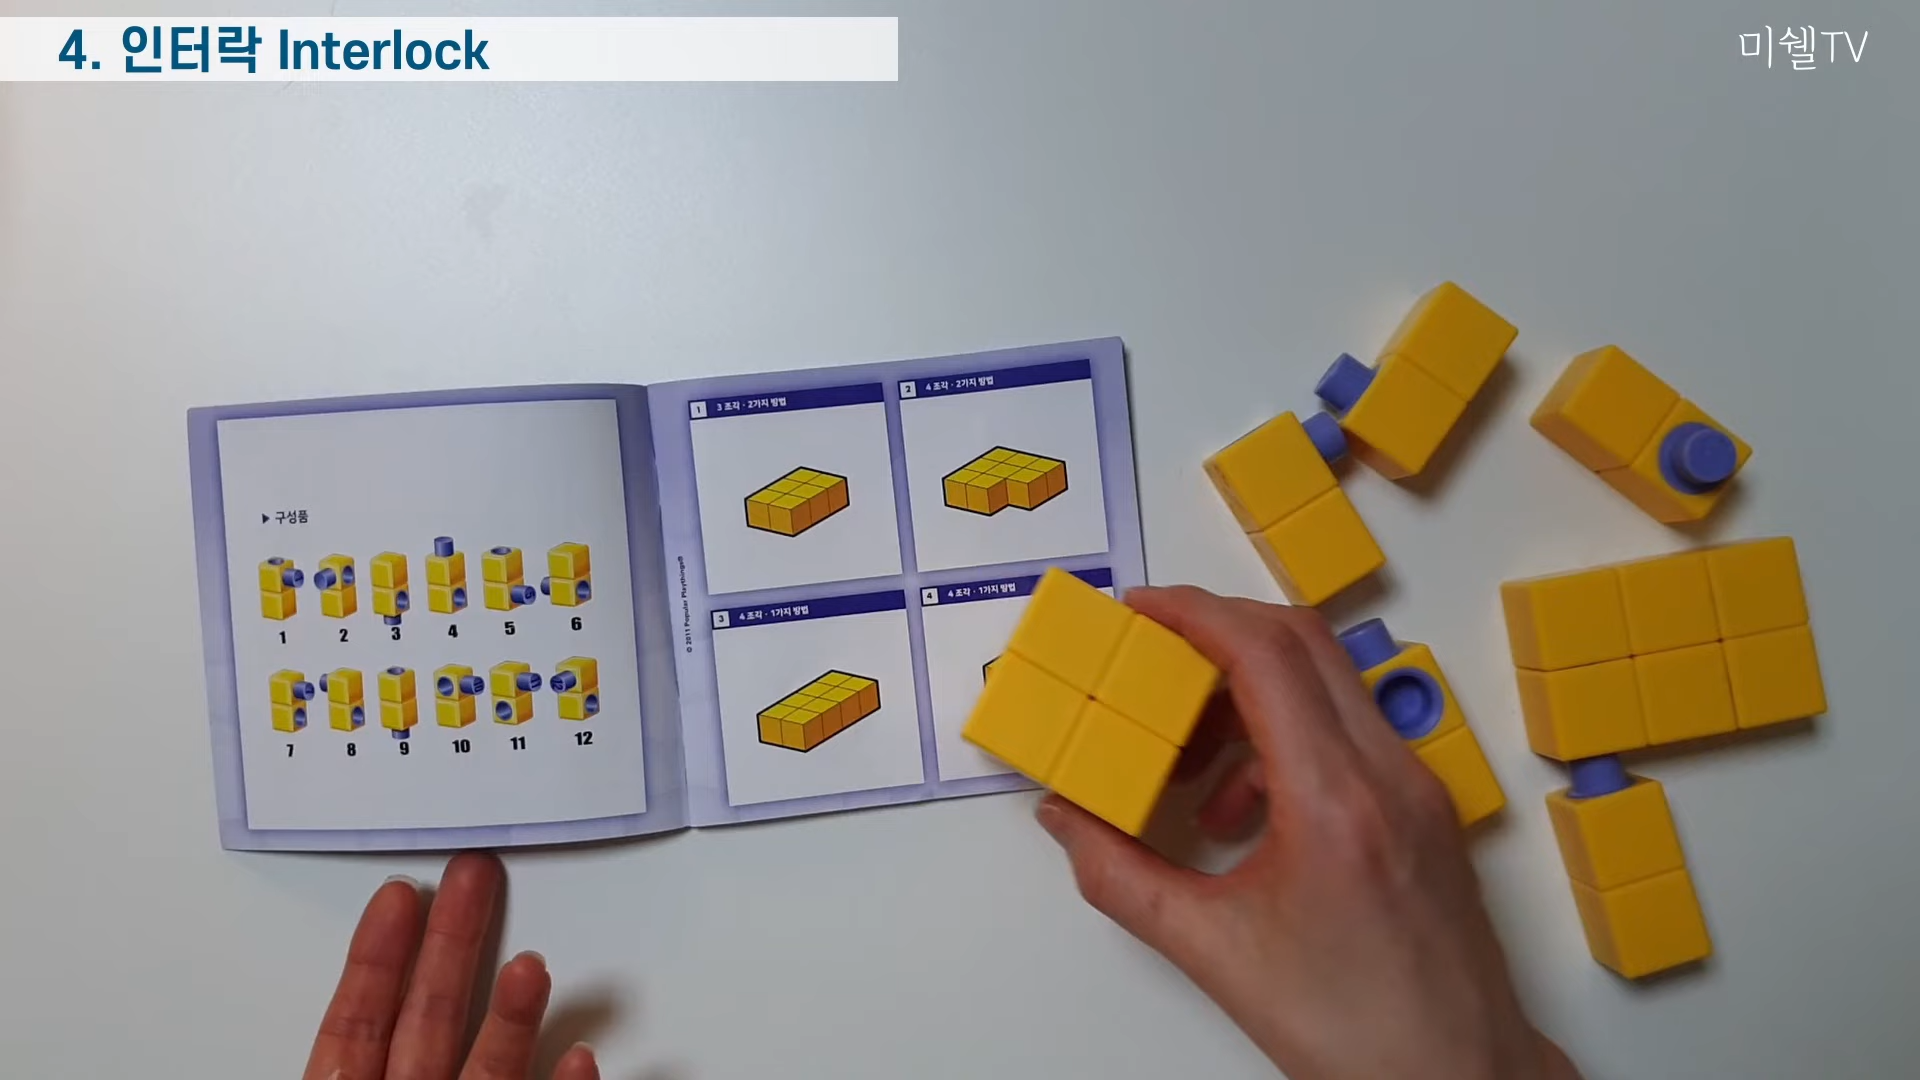 4. 인터락 Interlock
미쉘TV
▶ 구성품
1 2 3 4 5 6
7 8 9 10 11 12
© 2011 Popular Playthings®
1 3 조각 · 2가지 방법
2 4 조각 · 2가지 방법
3 4 조각 · 1가지 방법
4 4 조각 · 1가지 방법